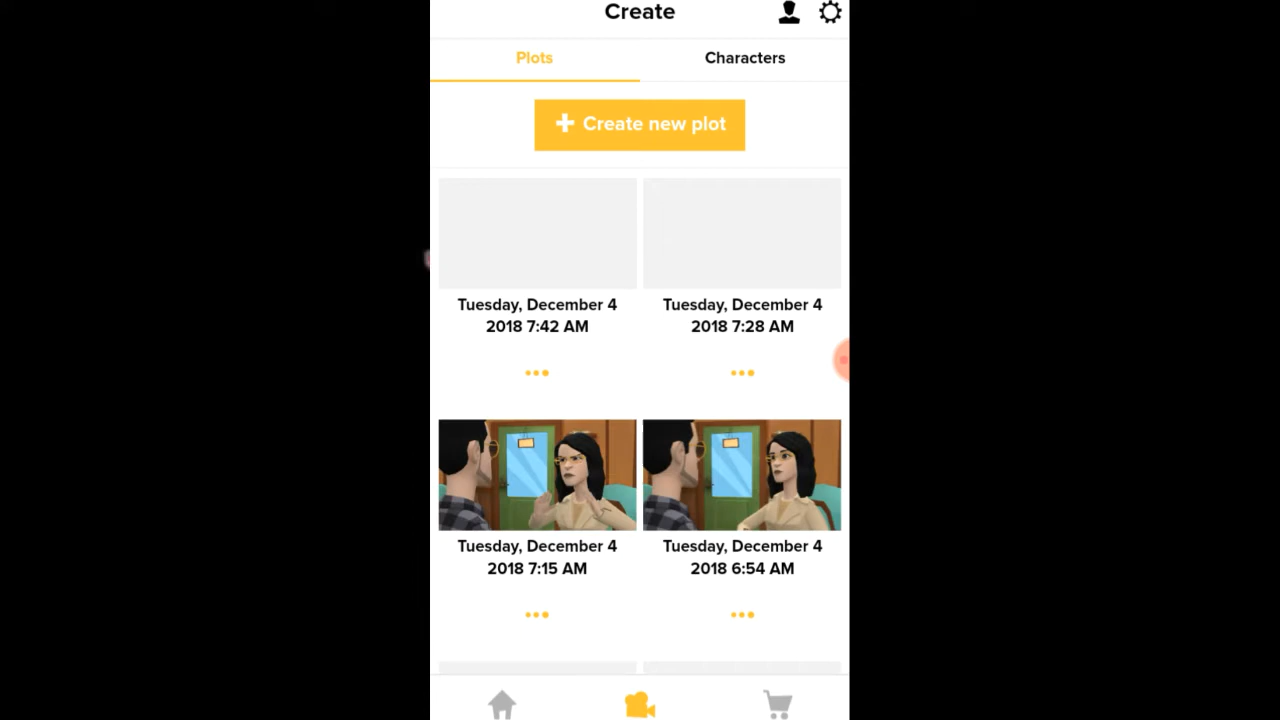 Create
Plots
Characters
Create new plot
Tuesday, December 4
2018 7:42 AM
Tuesday, December 4
2018 7:28 AM
Tuesday, December 4
2018 7:15 AM
Tuesday, December 4
2018 6:54 AM